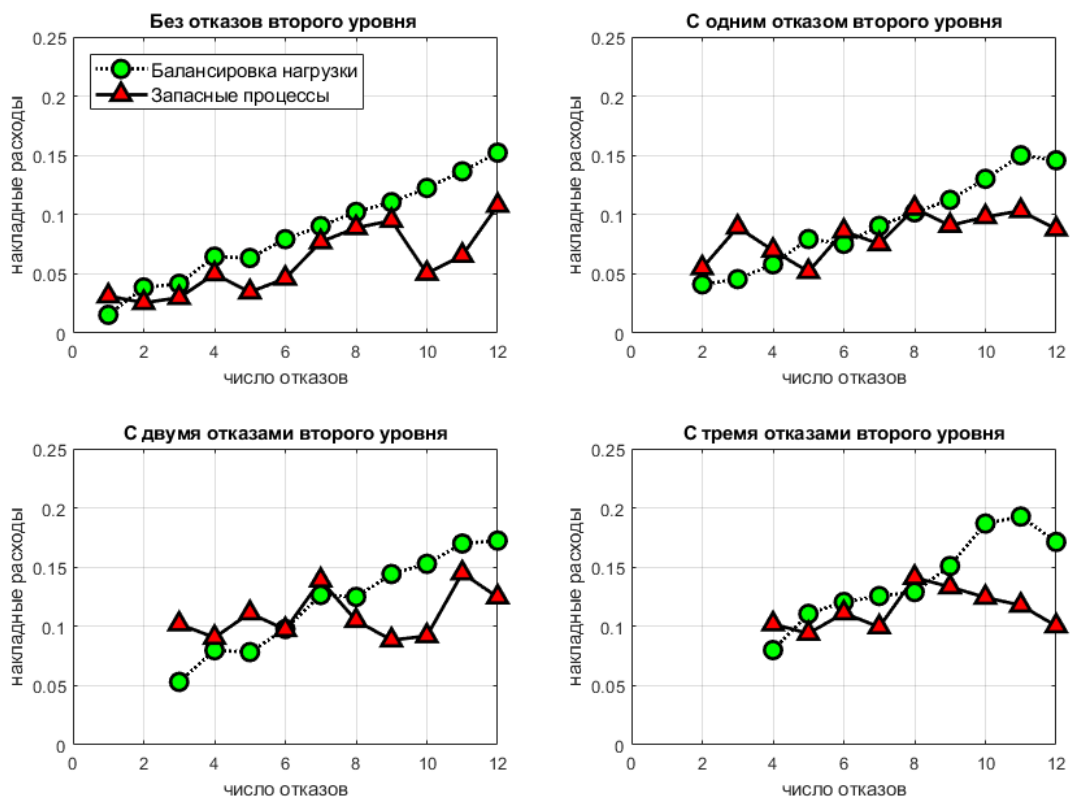 Без отказов второго уровня
С одним отказом второго уровня
0.25
0.2
0.15
0.1
0.05
0
накладные расходы
Балансировка нагрузки
Запасные процессы
0 2 4 6 8 10 12
число отказов
0.25
0.2
0.15
0.1
0.05
0
накладные расходы
0 2 4 6 8 10 12
число отказов
С двумя отказами второго уровня
С тремя отказами второго уровня
0.25
0.2
0.15
0.1
0.05
0
накладные расходы
0 2 4 6 8 10 12
число отказов
0.25
0.2
0.15
0.1
0.05
0
накладные расходы
0 2 4 6 8 10 12
число отказов